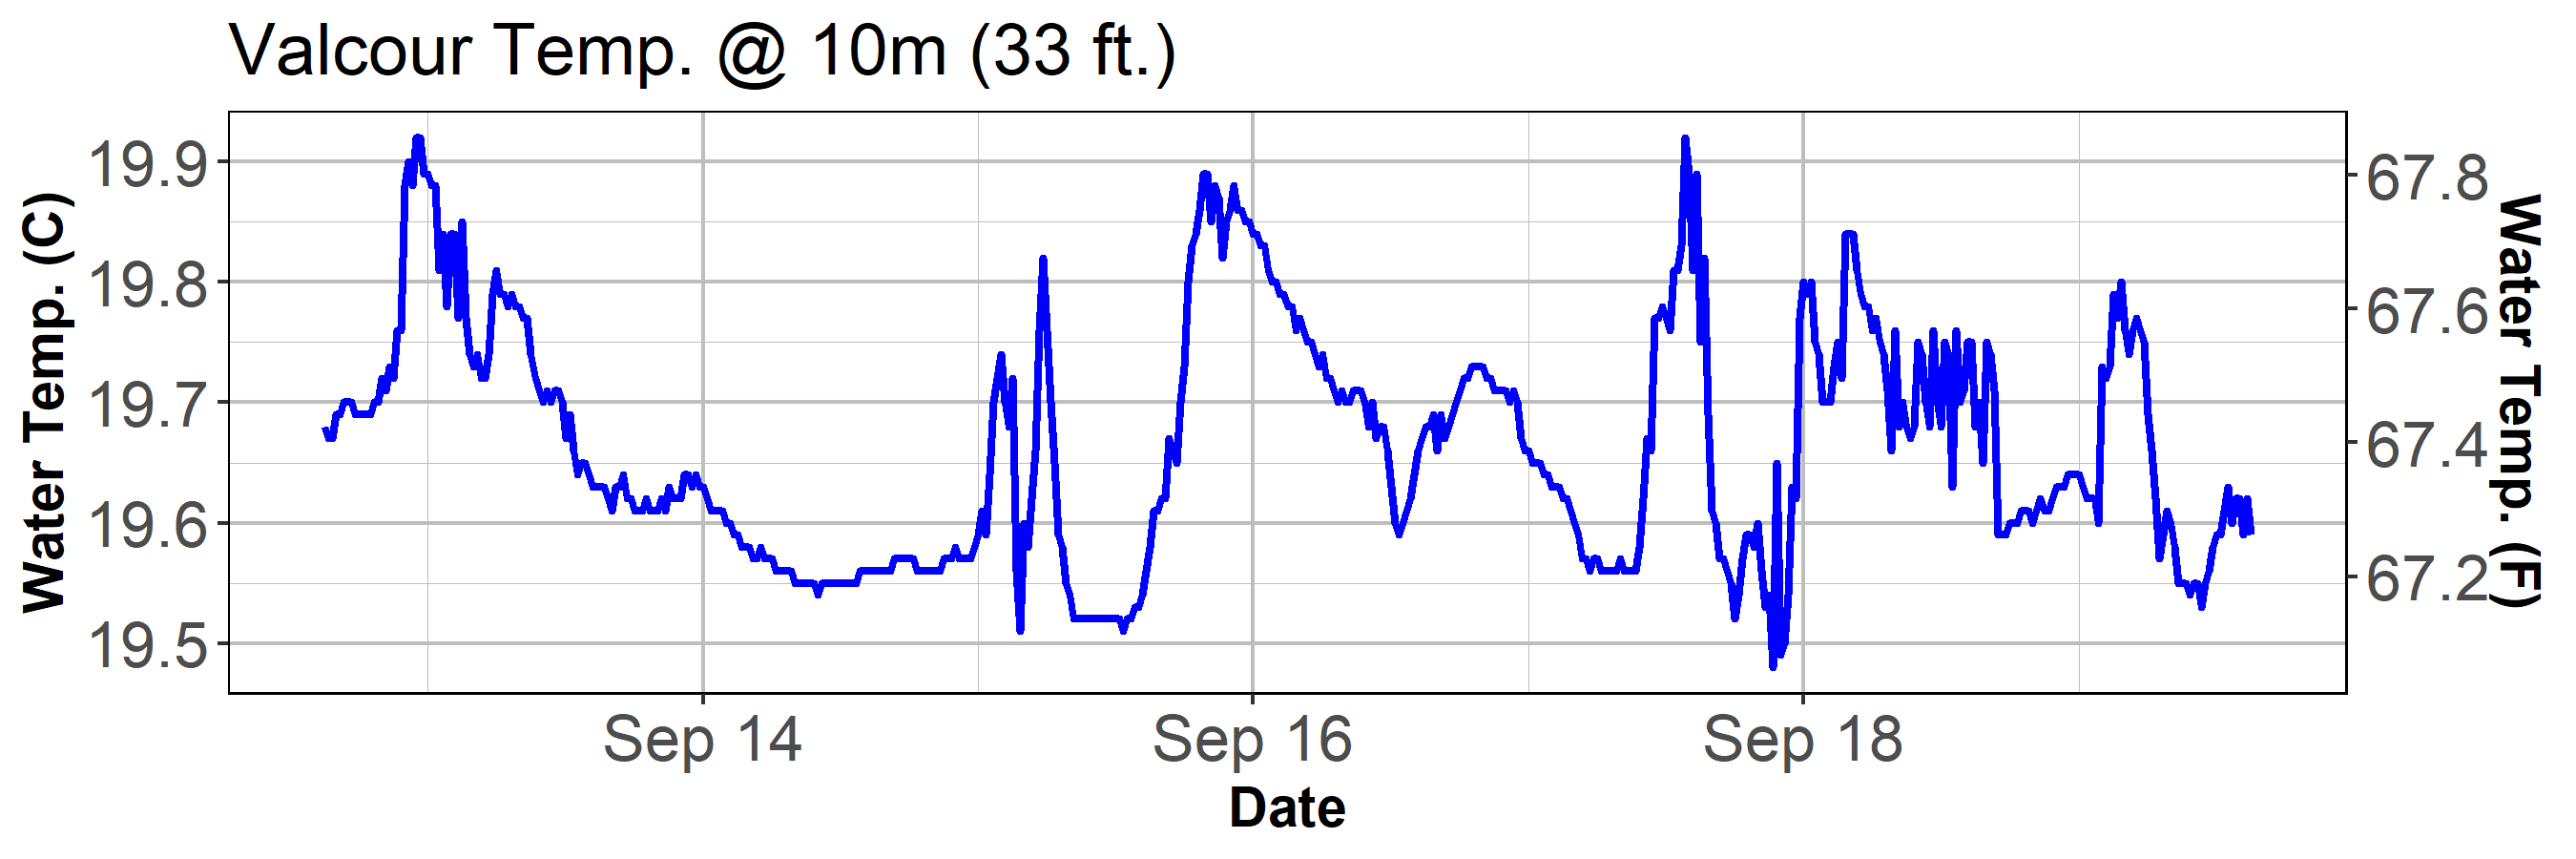 Valcour Temp. @ 10m (33 ft.)
Water Temp. (C)
19.9
19.8
19.7
19.6
19.5
67.8
67.6
67.4
67.2
Water Temp. (F)
Sep 14
Sep 16
Sep 18
Date